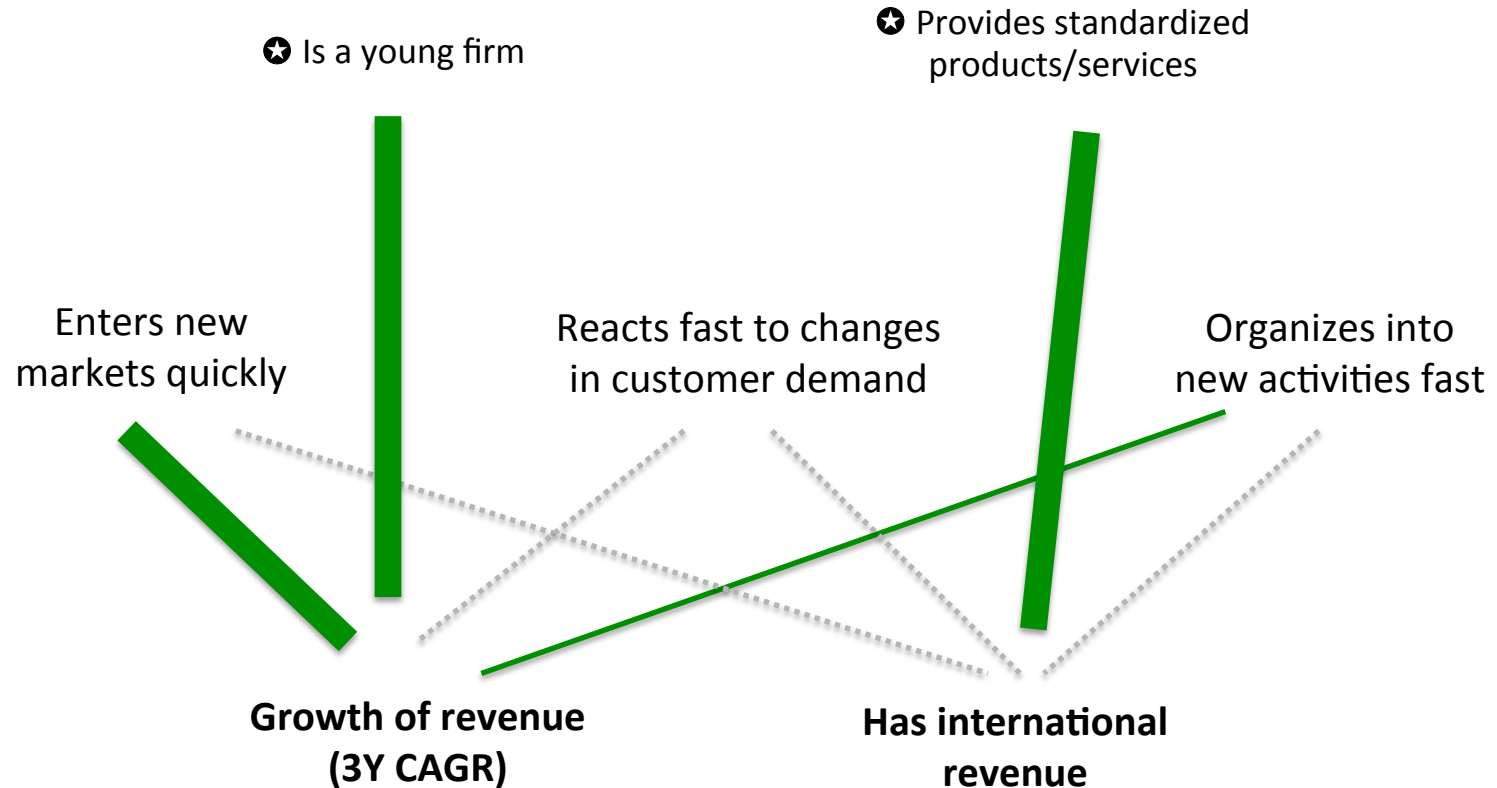 ✪ Is a young firm
✪ Provides standardized
products/services
Enters new
markets quickly
Reacts fast to changes
in customer demand
Organizes into
new activities fast
Growth of revenue
(3Y CAGR)
Has international
revenue